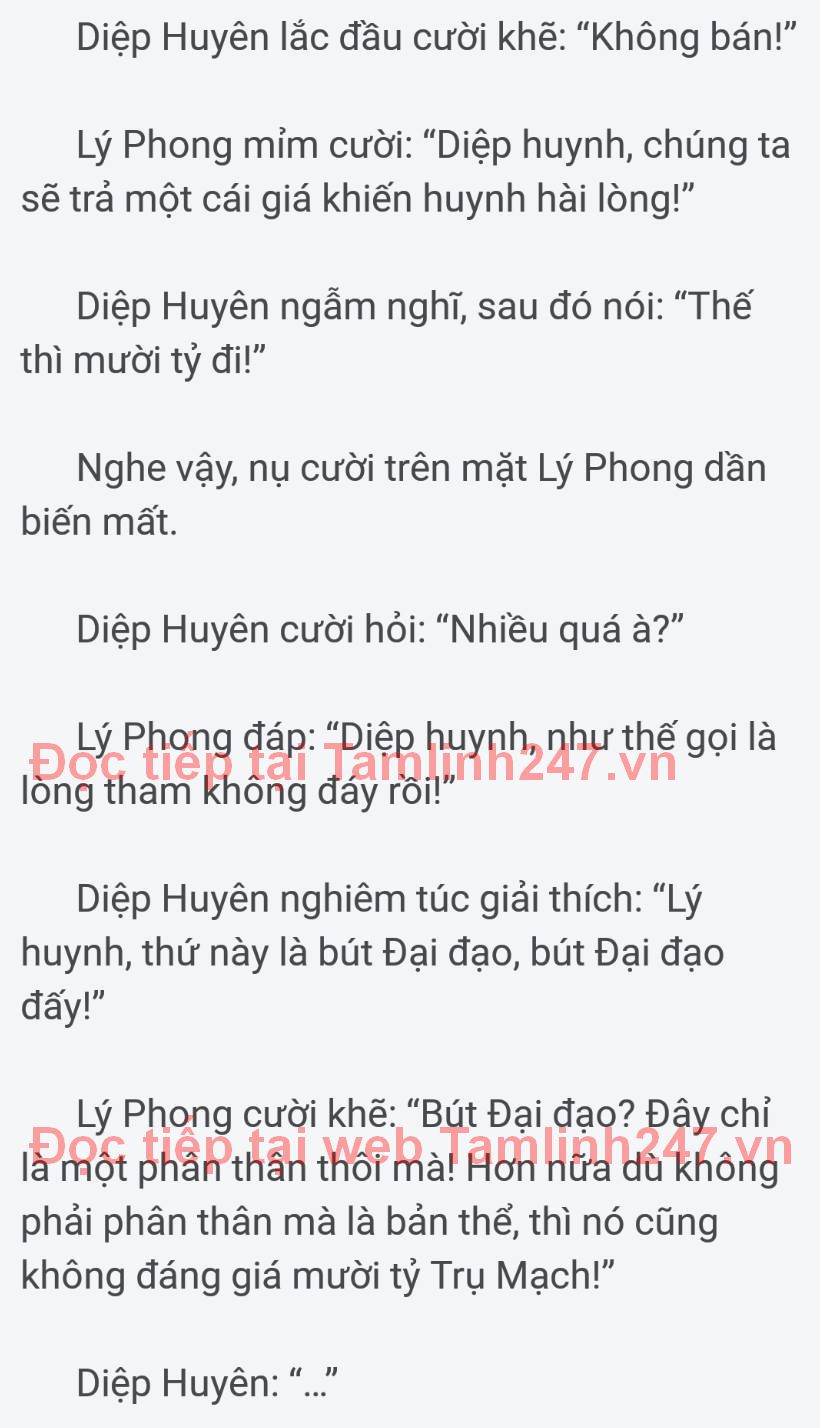 Diệp Huyên lắc đầu cười khẽ: “Không bán!”
Lý Phong mỉm cười: “Diệp huynh, chúng ta
sẽ trả một cái giá khiến huynh hài lòng!”
Diệp Huyên ngẫm nghĩ, sau đó nói: “Thế
thì mười tỷ đi!”
Nghe vậy, nụ cười trên mặt Lý Phong dần
biến mất.
Diệp Huyên cười hỏi: “Nhiều quá à?”
Lý Phong đáp: “Diệp huynh, như thế gọi là
Đọc tiếp tại Tamlinh247.vn
lòng tham không đáy rồi!”
Diệp Huyên nghiêm túc giải thích: “Lý
huynh, thứ này là bút Đại đạo, bút Đại đạo
đấy!”
Lý Phong cười khẽ: “Bút Đại đạo? Đây chỉ
Đọc tiếp tại web Tamlinh247.vn
là một phân thân thôi mà! Hơn nữa dù không
phải phân thân mà là bản thể, thì nó cũng
không đáng giá mười tỷ Trụ Mạch!”
Diệp Huyên: “...”